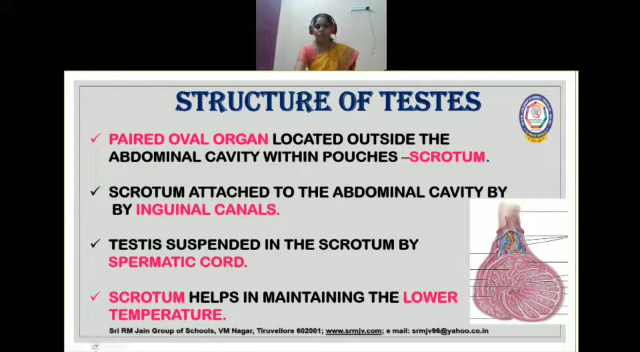 STRUCTURE OF TESTES
PAIRED OVAL ORGAN LOCATED OUTSIDE THE
ABDOMINAL CAVITY WITHIN POUCHES –SCROTUM.
SCROTUM ATTACHED TO THE ABDOMINAL CAVITY BY
BY INGUINAL CANALS.
TESTIS SUSPENDED IN THE SCROTUM BY
SPERMATIC CORD.
SCROTUM HELPS IN MAINTAINING THE LOWER
TEMPERATURE.
Sri RM Jain Group of Schools, VM Nagar, Tiruvellore 602001; www.srmjv.com; e mail: srmjv96@yahoo.co.in